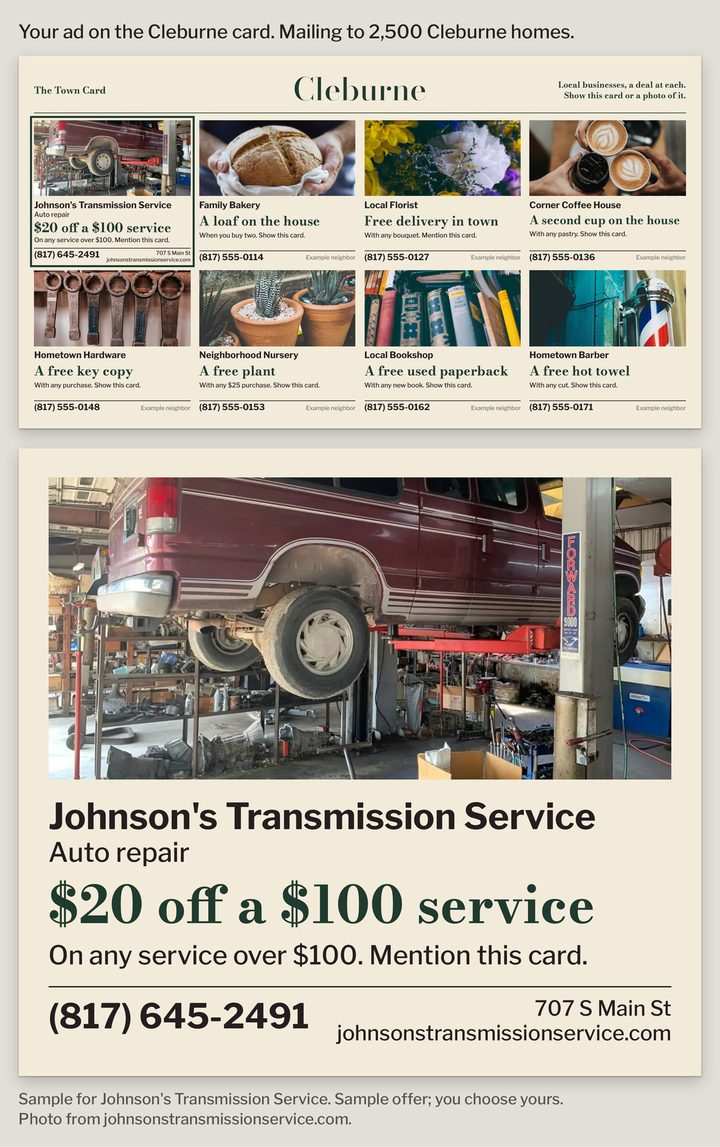 Your ad on the Cleburne card. Mailing to 2,500 Cleburne homes.
The Town Card
Cleburne
Local businesses, a deal at each.
Show this card or a photo of it.
Johnson's Transmission Service
Auto repair
$20 off a $100 service
On any service over $100. Mention this card.
(817) 645-2491
707 S Main St
johnsonstransmissionservice.com
Family Bakery
A loaf on the house
When you buy two. Show this card.
(817) 555-0114
Example neighbor
Local Florist
Free delivery in town
With any bouquet. Mention this card.
(817) 555-0127
Example neighbor
Corner Coffee House
A second cup on the house
With any pastry. Show this card.
(817) 555-0136
Example neighbor
Hometown Hardware
A free key copy
With any purchase. Show this card.
(817) 555-0148
Example neighbor
Neighborhood Nursery
A free plant
With any $25 purchase. Show this card.
(817) 555-0153
Example neighbor
Local Bookshop
A free used paperback
With any new book. Show this card.
(817) 555-0162
Example neighbor
Hometown Barber
A free hot towel
With any cut. Show this card.
(817) 555-0171
Example neighbor
FORWARD
9000
Johnson's Transmission Service
Auto repair
$20 off a $100 service
On any service over $100. Mention this card.
(817) 645-2491
707 S Main St
johnsonstransmissionservice.com
Sample for Johnson's Transmission Service. Sample offer; you choose yours.
Photo from johnsonstransmissionservice.com.